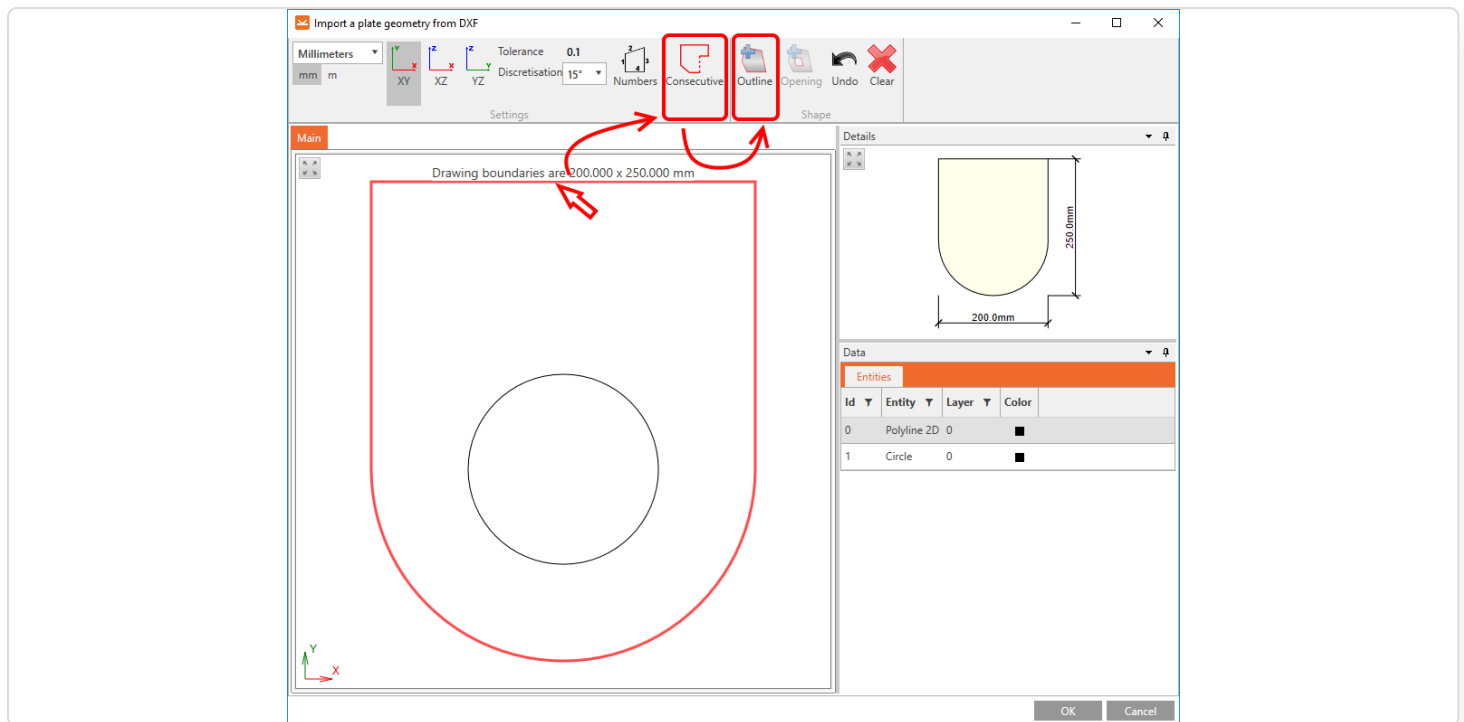 Import a plate geometry from DXF
Millimeters
mm m
XY XZ YZ
Tolerance 0.1
Discretisation 15°
Numbers Consecutive Outline Opening Undo Clear
Settings Shape
Main
Drawing boundaries are 200.000 x 250.000 mm
Y
X
Details
250.0mm
200.0mm
Data
Entities
Id Entity Layer Color
0 Polyline 2D 0
1 Circle 0
OK Cancel